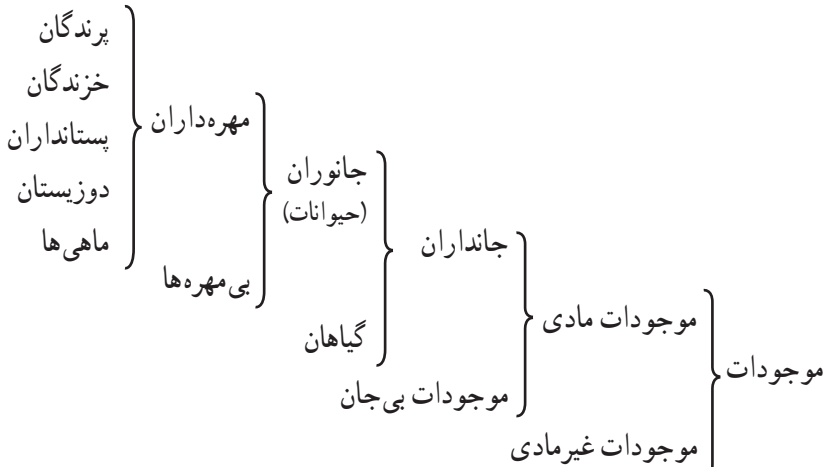 موجودات
موجودات مادی
جانداران
جانوران
(حیوانات)
مهره‌داران
پرندگان
خزندگان
پستانداران
دوزیستان
ماهی‌ها
بی‌مهره‌ها
گیاهان
موجودات بی‌جان
موجودات غیرمادی